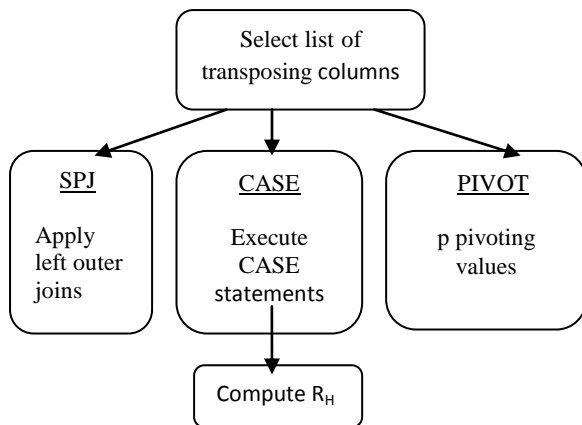 Select list of
transposing columns
SPJ
Apply
left outer
joins
CASE
Execute
CASE
statements
PIVOT
p pivoting
values
Compute R_H